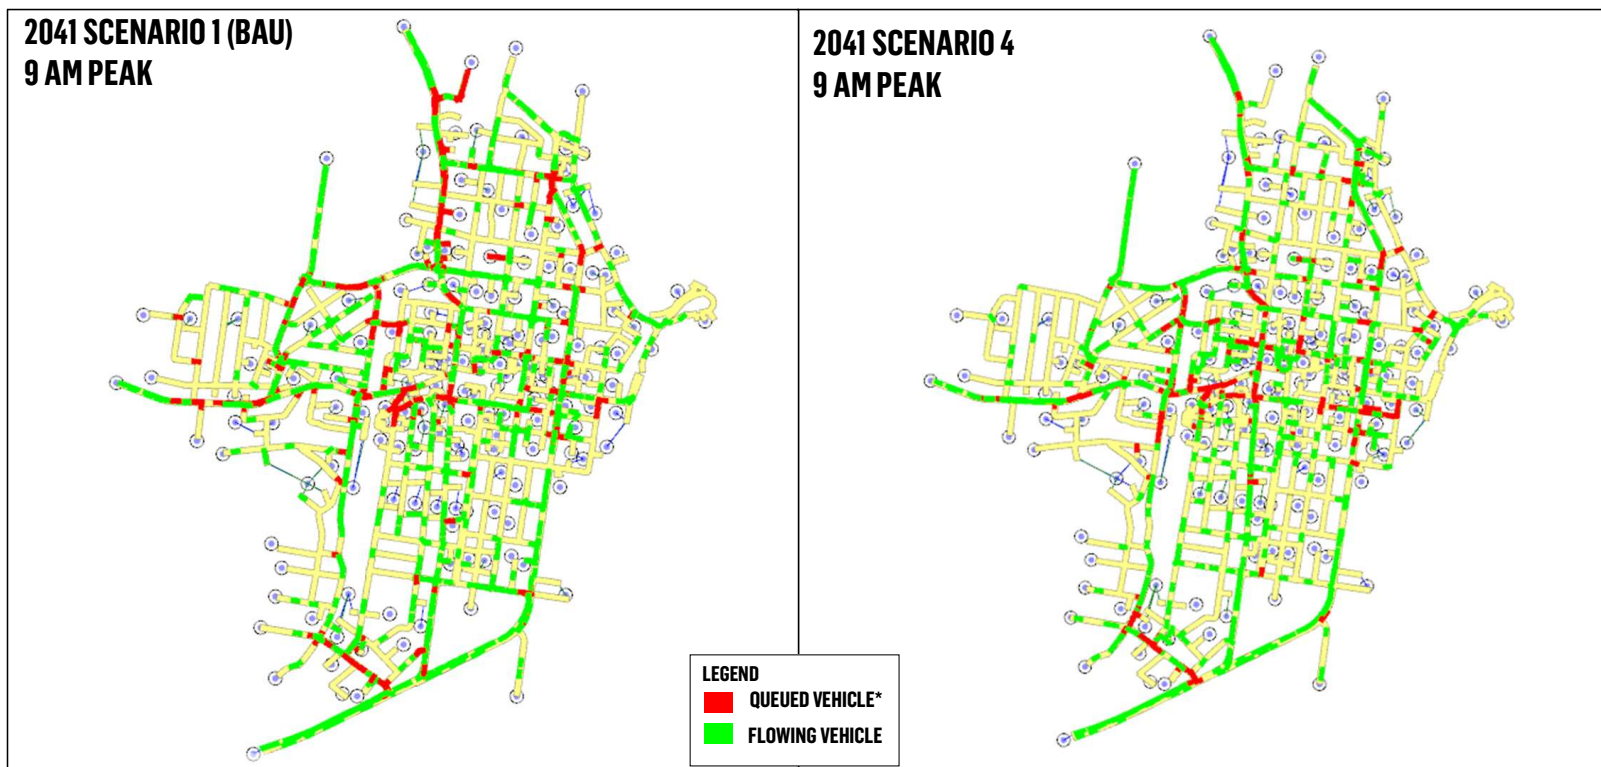 2041 SCENARIO 1 (BAU)
9 AM PEAK
2041 SCENARIO 4
9 AM PEAK
LEGEND
QUEUED VEHICLE*
FLOWING VEHICLE